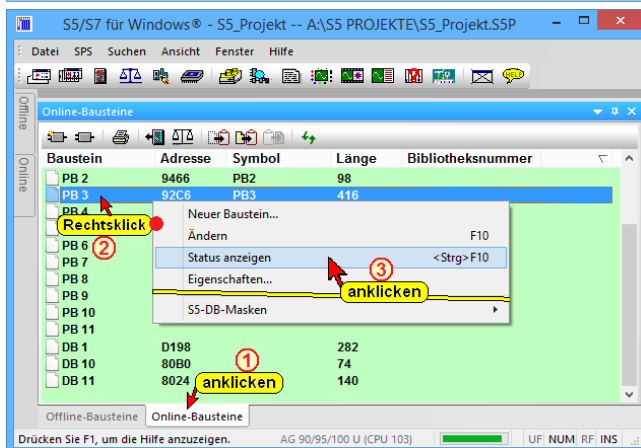 S5/S7 für Windows® - S5_Projekt -- A:\S5 PROJEKTE\S5_Projekt.S5P
Datei SPS Suchen Ansicht Fenster Hilfe
HELP
Offline
Online
Online-Bausteine
Baustein Adresse Symbol Länge Bibliotheksnummer
PB 2 9466 PB2 98
PB 3 92C6 PB3 416
PB 4
Rechtsklick
PB 6 2
PB 7
PB 8
PB 9
PB 10
PB 11
DB 1 D198 282
DB 10 80B0 74
DB 11 8024 140
Neuer Baustein...
Ändern F10
Status anzeigen <Strg>F10
Eigenschaften...
S5-DB-Masken
3
anklicken
1
anklicken
Offline-Bausteine Online-Bausteine
Drücken Sie F1, um die Hilfe anzuzeigen. AG 90/95/100 U (CPU 103) UF NUM RF INS